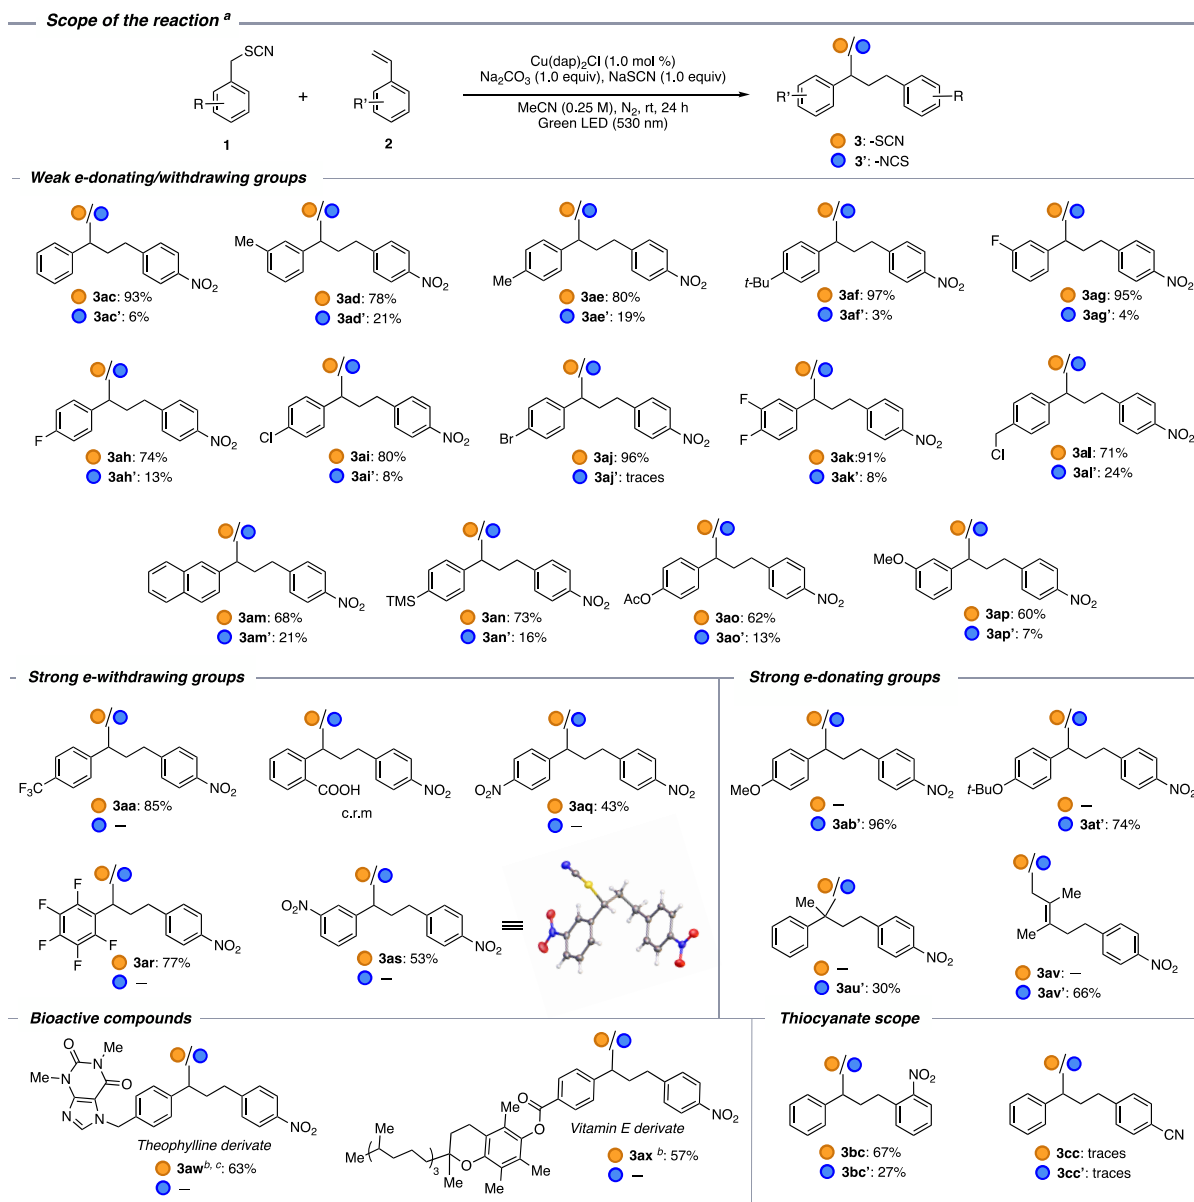 Scope of the reaction a
SCN
R
1
+
R'
2
Cu(dap)2Cl (1.0 mol %)
Na2CO3 (1.0 equiv), NaSCN (1.0 equiv)
MeCN (0.25 M), N2, rt, 24 h
Green LED (530 nm)
R'
R
3: -SCN
3': -NCS
Weak e-donating/withdrawing groups
NO2
3ac: 93%
3ac': 6%
Me
NO2
3ad: 78%
3ad': 21%
Me
NO2
3ae: 80%
3ae': 19%
t-Bu
NO2
3af: 97%
3af': 3%
F
NO2
3ag: 95%
3ag': 4%
F
NO2
3ah: 74%
3ah': 13%
Cl
NO2
3ai: 80%
3ai': 8%
Br
NO2
3aj: 96%
3aj': traces
F
F
NO2
3ak:91%
3ak': 8%
Cl
NO2
3al: 71%
3al': 24%
NO2
3am: 68%
3am': 21%
TMS
NO2
3an: 73%
3an': 16%
AcO
NO2
3ao: 62%
3ao': 13%
MeO
NO2
3ap: 60%
3ap': 7%
Strong e-withdrawing groups
F3C
NO2
3aa: 85%
—
COOH
NO2
c.r.m
O2N
NO2
3aq: 43%
—
F
F
F
F
F
NO2
3ar: 77%
—
NO2
NO2
3as: 53%
—
Strong e-donating groups
MeO
NO2
—
3ab': 96%
t-BuO
NO2
—
3at': 74%
Me
NO2
—
3au': 30%
Me
Me
NO2
3av: —
3av': 66%
Bioactive compounds
O
Me
N
Me
N
O
N
N
NO2
Theophylline derivate
3aw b, c: 63%
—
O
O
Me
Me
Me
Me
O
3
NO2
Vitamin E derivate
3ax b: 57%
—
Thiocyanate scope
NO2
3bc: 67%
3bc': 27%
CN
3cc: traces
3cc': traces